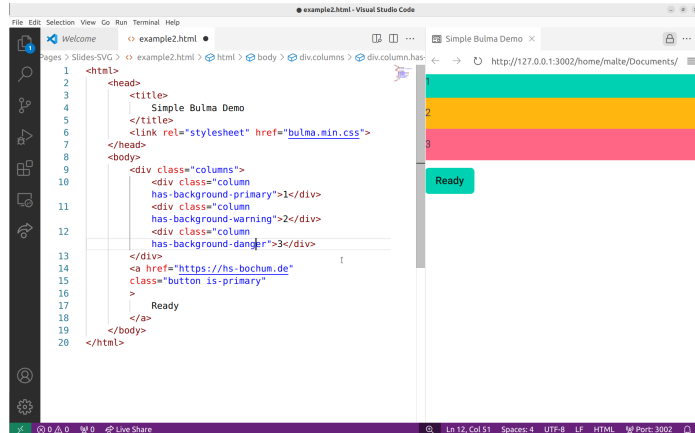 ● example2.html - Visual Studio Code
File Edit Selection View Go Run Terminal Help
Welcome
<> example2.html ●
Simple Bulma Demo ×
Pages > Slides-SVG > <> example2.html > html > body > div.columns > div.column.has-
http://127.0.0.1:3002/home/malte/Documents/
1 <html>
2 <head>
3 <title>
4 Simple Bulma Demo
5 </title>
6 <link rel="stylesheet" href="bulma.min.css">
7 </head>
8 <body>
9 <div class="columns">
10 <div class="column
has-background-primary">1</div>
11 <div class="column
has-background-warning">2</div>
12 <div class="column
has-background-danger">3</div>
13 </div>
14 <a href="https://hs-bochum.de"
15 class="button is-primary"
16 >
17 Ready
18 </a>
19 </body>
20 </html>
1
2
3
Ready
1
0 0 0 Live Share
Ln 12, Col 51 Spaces: 4 UTF-8 LF HTML Port: 3002